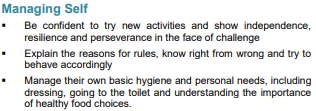 Managing Self
▪ Be confident to try new activities and show independence,
resilience and perseverance in the face of challenge
▪ Explain the reasons for rules, know right from wrong and try to
behave accordingly
▪ Manage their own basic hygiene and personal needs, including
dressing, going to the toilet and understanding the importance
of healthy food choices.